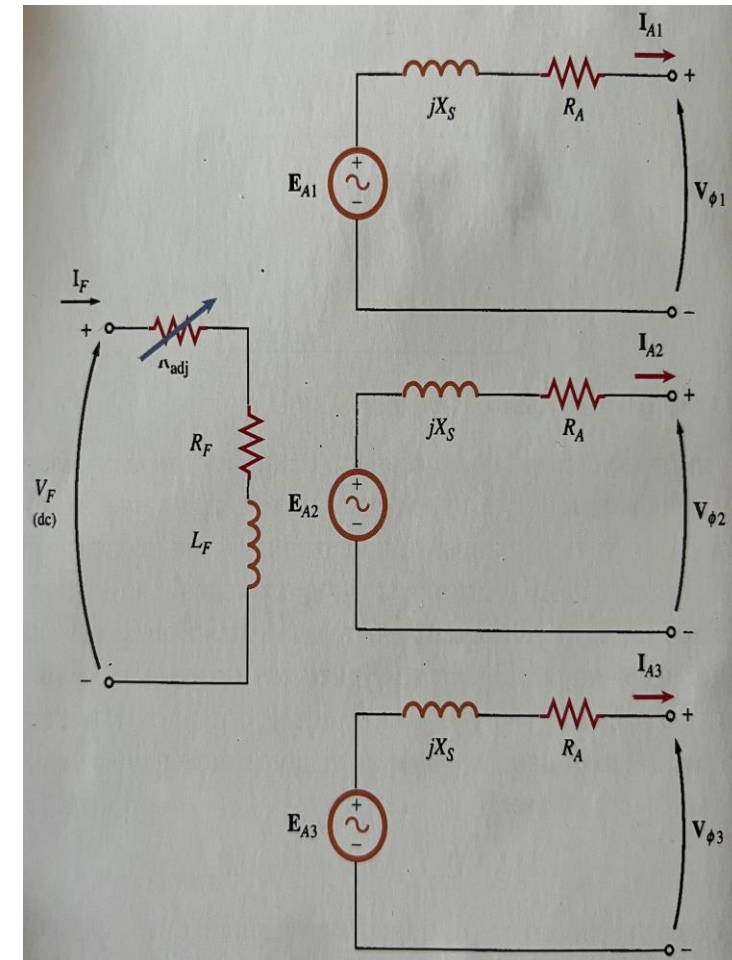 I_A1
jX_S
R_A
+
+
E_A1
−
V_ϕ1
−
I_F
+
V_F
(dc)
−
R_F
L_F
I_A2
jX_S
R_A
+
+
E_A2
−
V_ϕ2
−
I_A3
jX_S
R_A
+
+
E_A3
−
V_ϕ3
−